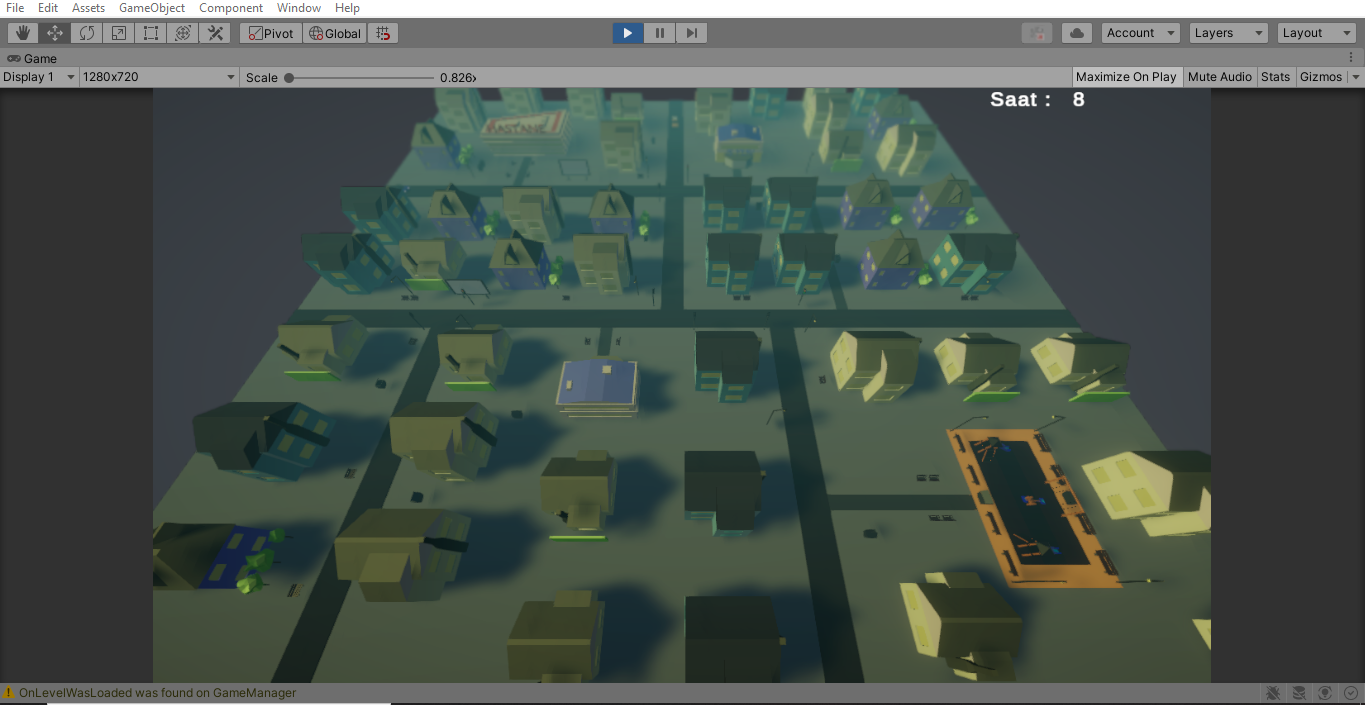 File Edit Assets GameObject Component Window Help
Pivot Global Account Layers Layout
Game
Display 1 1280x720 Scale 0.826x Maximize On Play Mute Audio Stats Gizmos
Saat : 8
HASTANE
OnLevelWasLoaded was found on GameManager